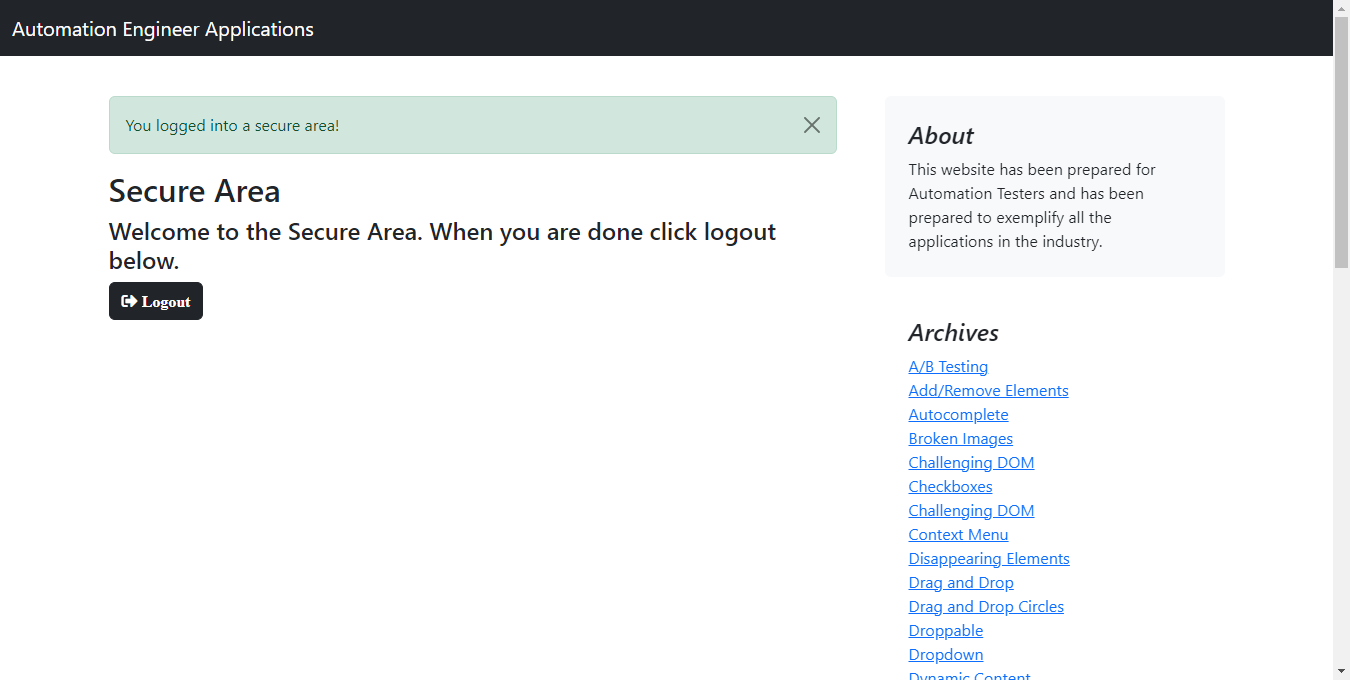 Automation Engineer Applications
You logged into a secure area!
Secure Area
Welcome to the Secure Area. When you are done click logout
below.
Logout
About
This website has been prepared for
Automation Testers and has been
prepared to exemplify all the
applications in the industry.
Archives
A/B Testing
Add/Remove Elements
Autocomplete
Broken Images
Challenging DOM
Checkboxes
Challenging DOM
Context Menu
Disappearing Elements
Drag and Drop
Drag and Drop Circles
Droppable
Dropdown
Dynamic Content